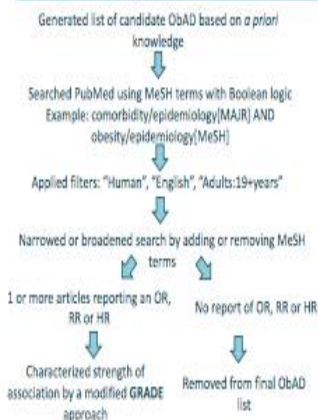 Generated list of candidate ObAD based on a priori
knowledge
Searched PubMed using MeSH terms with Boolean logic
Example: comorbidity/epidemiology[MAJR] AND
obesity/epidemiology[MeSH]
Applied filters: "Human", "English", "Adults:19+years"
Narrowed or broadened search by adding or removing MeSH
terms
1 or more articles reporting an OR,
RR or HR
Characterized strength of
association by a modified GRADE
approach
No report of OR, RR or HR
Removed from final ObAD
list